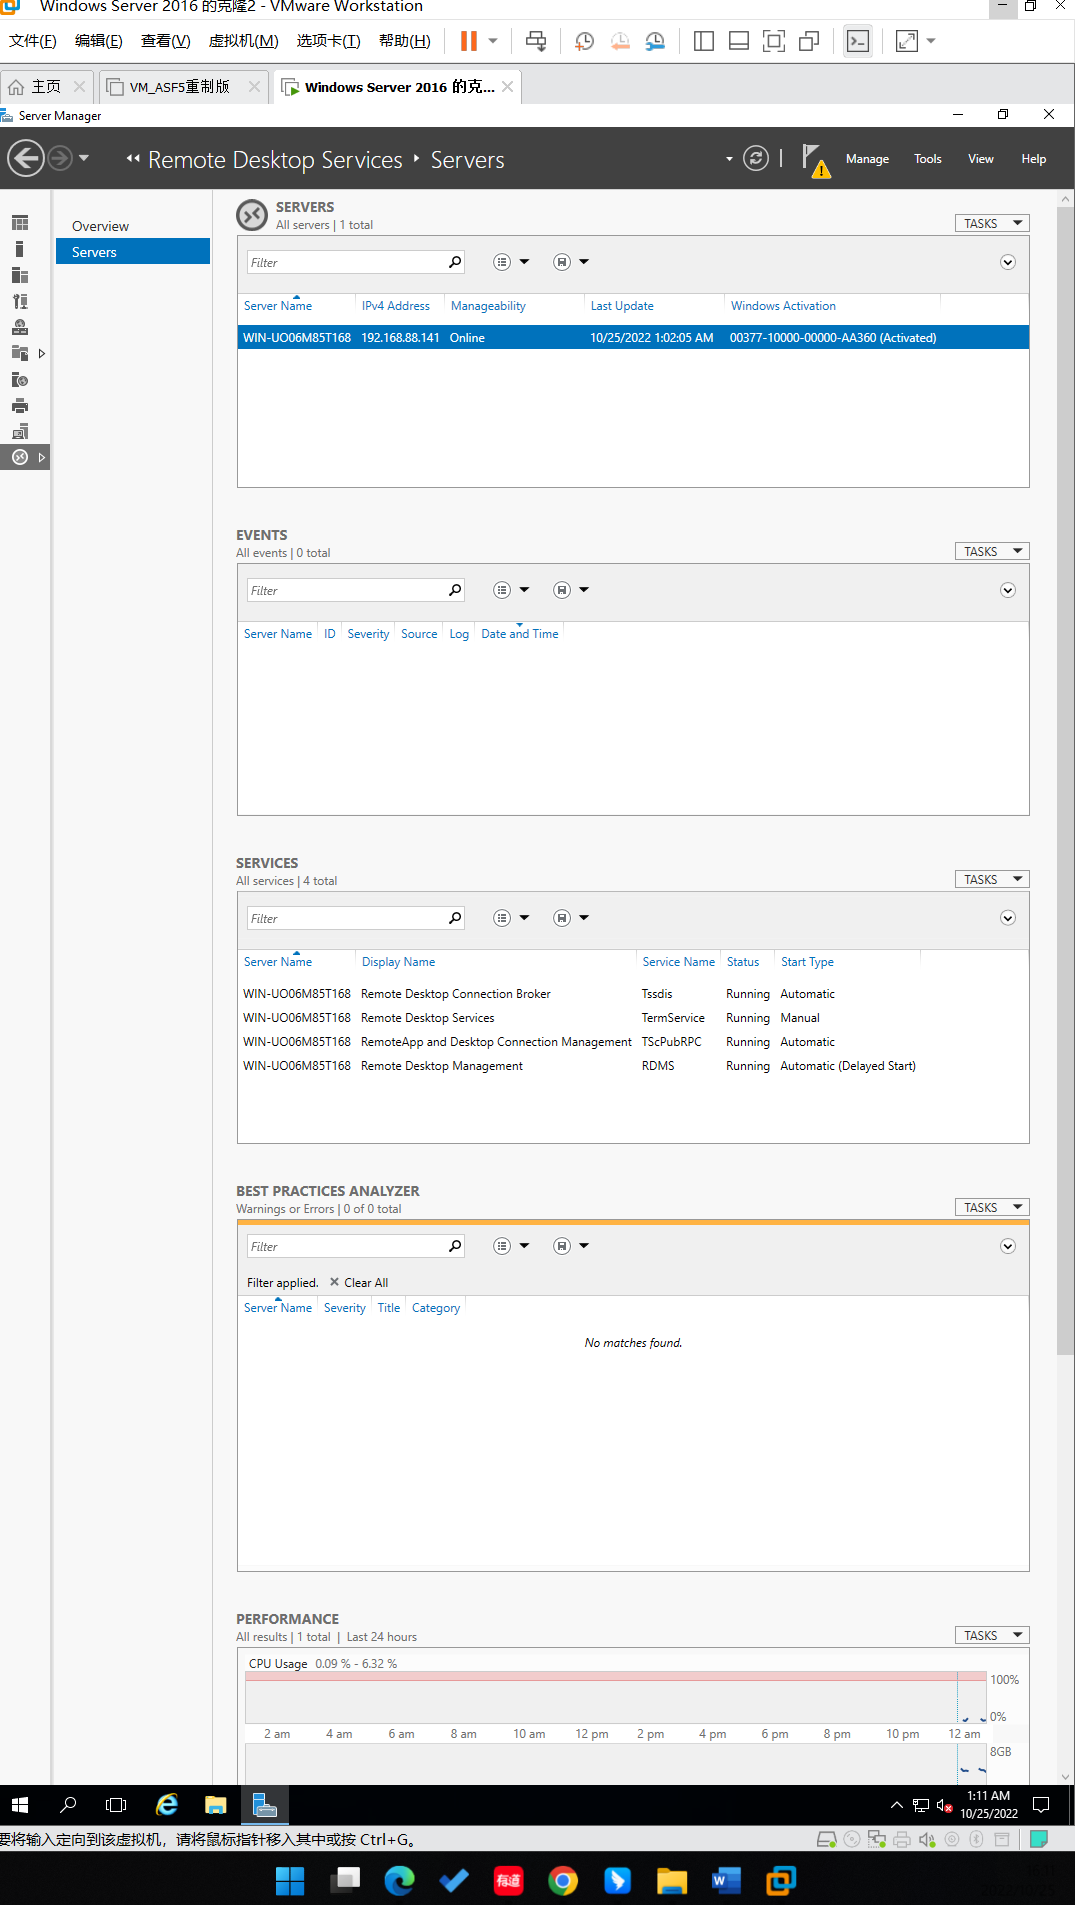 Windows Server 2016 的克隆2 - VMware Workstation
文件(F) 编辑(E) 查看(V) 虚拟机(M) 选项卡(T) 帮助(H)
主页 VM_ASF5重制版 Windows Server 2016 的克...
Server Manager
Remote Desktop Services Servers
Manage Tools View Help
Overview
Servers
SERVERS
All servers | 1 total
TASKS
Filter
Server Name IPv4 Address Manageability Last Update Windows Activation
WIN-UO06M85T168 192.168.88.141 Online 10/25/2022 1:02:05 AM 00377-10000-00000-AA360 (Activated)
EVENTS
All events | 0 total
TASKS
Filter
Server Name ID Severity Source Log Date and Time
SERVICES
All services | 4 total
TASKS
Filter
Server Name Display Name Service Name Status Start Type
WIN-UO06M85T168 Remote Desktop Connection Broker Tssdis Running Automatic
WIN-UO06M85T168 Remote Desktop Services TermService Running Manual
WIN-UO06M85T168 RemoteApp and Desktop Connection Management TScPubRPC Running Automatic
WIN-UO06M85T168 Remote Desktop Management RDMS Running Automatic (Delayed Start)
BEST PRACTICES ANALYZER
Warnings or Errors | 0 of 0 total
TASKS
Filter
Filter applied. Clear All
Server Name Severity Title Category
No matches found.
PERFORMANCE
All results | 1 total | Last 24 hours
TASKS
CPU Usage 0.09 % - 6.32 %
100%
0%
2 am 4 am 6 am 8 am 10 am 12 pm 2 pm 4 pm 6 pm 8 pm 10 pm 12 am
8GB
1:11 AM
10/25/2022
要将输入定向到该虚拟机，请将鼠标指针移入其中或按 Ctrl+G。
有道